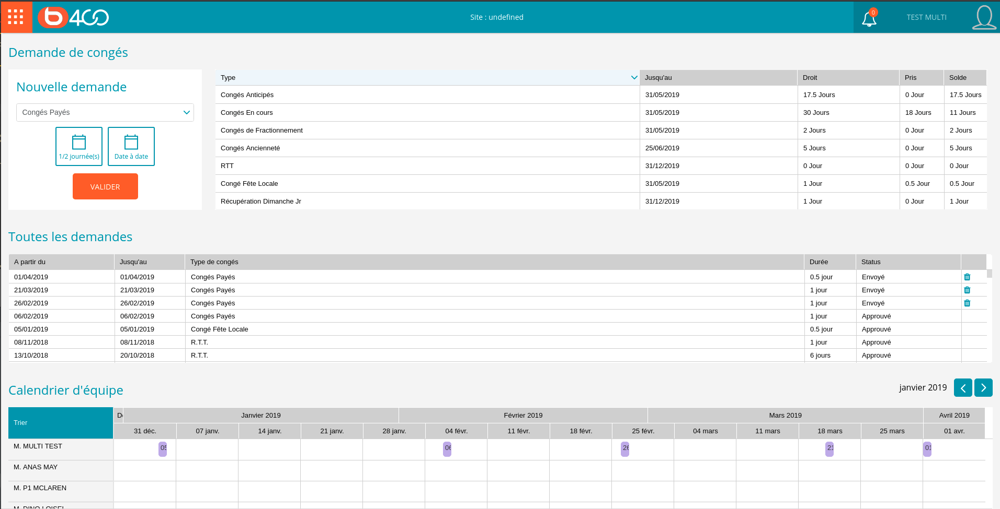 b 4CO
Site : undefined
0
TEST MULTI
Demande de congés
Nouvelle demande
Congés Payés
1/2 journée(s)
Date à date
VALIDER
Type Jusqu'au Droit Pris Solde
Congés Anticipés 31/05/2019 17.5 Jours 0 Jour 17.5 Jours
Congés En cours 31/05/2019 30 Jours 18 Jours 11 Jours
Congés de Fractionnement 31/05/2019 2 Jours 0 Jour 2 Jours
Congés Ancienneté 25/06/2019 5 Jours 0 Jour 5 Jours
RTT 31/12/2019 0 Jour 0 Jour 0 Jour
Congé Fête Locale 31/05/2019 1 Jour 0.5 Jour 0.5 Jour
Récupération Dimanche Jr 31/12/2019 1 Jour 0 Jour 1 Jour
Toutes les demandes
A partir du Jusqu'au Type de congés Durée Status
01/04/2019 01/04/2019 Congés Payés 0.5 jour Envoyé
21/03/2019 21/03/2019 Congés Payés 1 jour Envoyé
26/02/2019 26/02/2019 Congés Payés 1 jour Envoyé
06/02/2019 06/02/2019 Congés Payés 1 jour Approuvé
05/01/2019 05/01/2019 Congé Fête Locale 0.5 jour Approuvé
08/11/2018 08/11/2018 R.T.T. 1 jour Approuvé
13/10/2018 20/10/2018 R.T.T. 6 jours Approuvé
Calendrier d'équipe
janvier 2019
Trier
Janvier 2019 Février 2019 Mars 2019 Avril 2019
31 déc. 07 janv. 14 janv. 21 janv. 28 janv. 04 févr. 11 févr. 18 févr. 25 févr. 04 mars 11 mars 18 mars 25 mars 01 avr.
M. MULTI TEST 05 06 26 21 01
M. ANAS MAY
M. P1 MCLAREN
M. DINO LOISEL